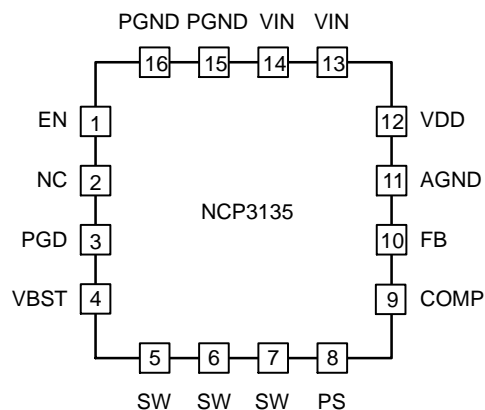 PGND PGND VIN VIN
16 15 14 13
EN 1 12 VDD
NC 2 11 AGND
NCP3135
PGD 3 10 FB
VBST 4 9 COMP
5 6 7 8
SW SW SW PS